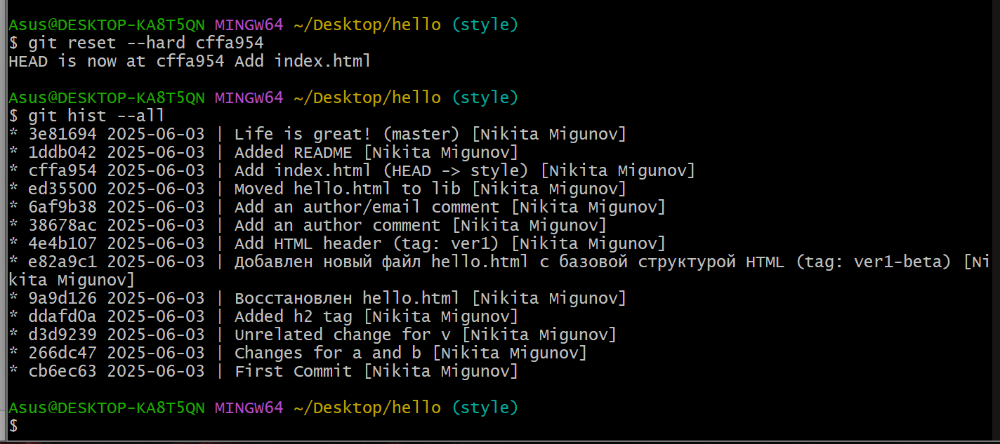 Asus@DESKTOP-KA8T5QN MINGW64 ~/Desktop/hello (style)
$ git reset --hard cffa954
HEAD is now at cffa954 Add index.html
Asus@DESKTOP-KA8T5QN MINGW64 ~/Desktop/hello (style)
$ git hist --all
* 3e81694 2025-06-03 | Life is great! (master) [Nikita Migunov]
* 1ddb042 2025-06-03 | Added README [Nikita Migunov]
* cffa954 2025-06-03 | Add index.html (HEAD -> style) [Nikita Migunov]
* ed35500 2025-06-03 | Moved hello.html to lib [Nikita Migunov]
* 6af9b38 2025-06-03 | Add an author/email comment [Nikita Migunov]
* 38678ac 2025-06-03 | Add an author comment [Nikita Migunov]
* 4e4b107 2025-06-03 | Add HTML header (tag: ver1) [Nikita Migunov]
* e82a9c1 2025-06-03 | Добавлен новый файл hello.html с базовой структурой HTML (tag: ver1-beta) [Ni
kita Migunov]
* 9a9d126 2025-06-03 | Восстановлен hello.html [Nikita Migunov]
* ddafd0a 2025-06-03 | Added h2 tag [Nikita Migunov]
* d3d9239 2025-06-03 | Unrelated change for v [Nikita Migunov]
* 266dc47 2025-06-03 | Changes for a and b [Nikita Migunov]
* cb6ec63 2025-06-03 | First Commit [Nikita Migunov]
Asus@DESKTOP-KA8T5QN MINGW64 ~/Desktop/hello (style)
$